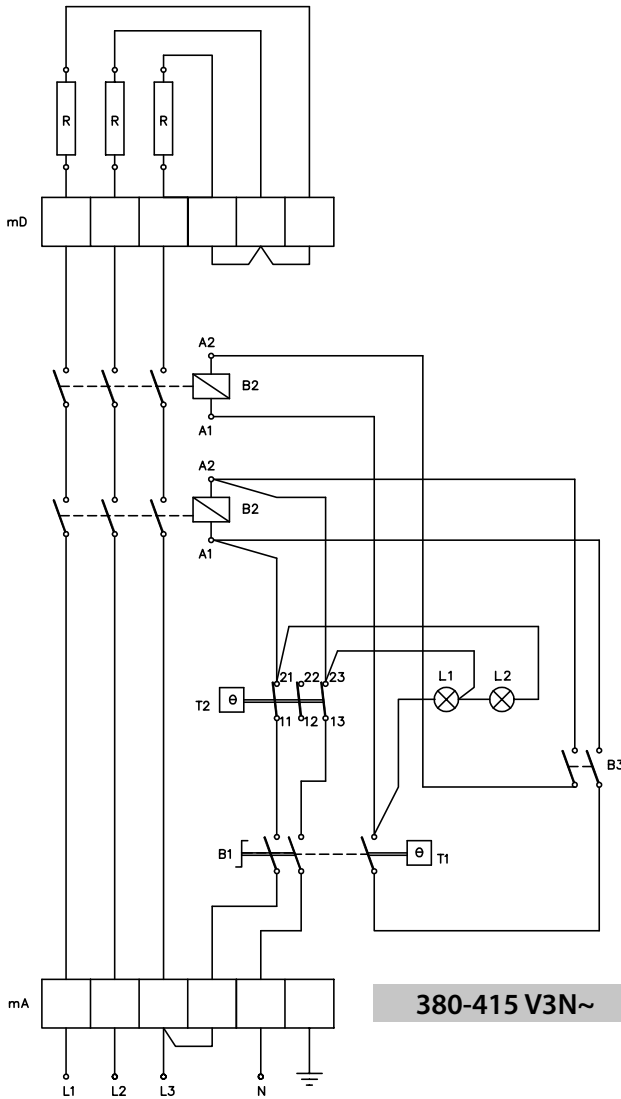 R R R
mD
A2
B2
A1
A2
B2
A1
21 22 23
L1 L2
θ
T2
11 12 13
B3
B1
θ
T1
mA
380-415 V3N~
L1 L2 L3 N